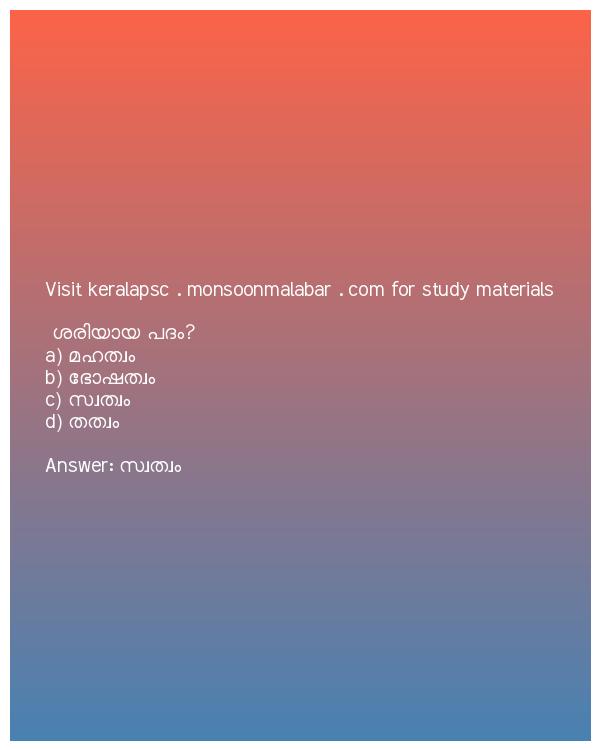 Visit keralapsc . monsoonmalabar . com for study materials
ശരിയായ പദം?
a) മഹത്വം
b) ഭോഷത്വം
c) സ്വത്വം
d) തത്വം
Answer: സ്വത്വം